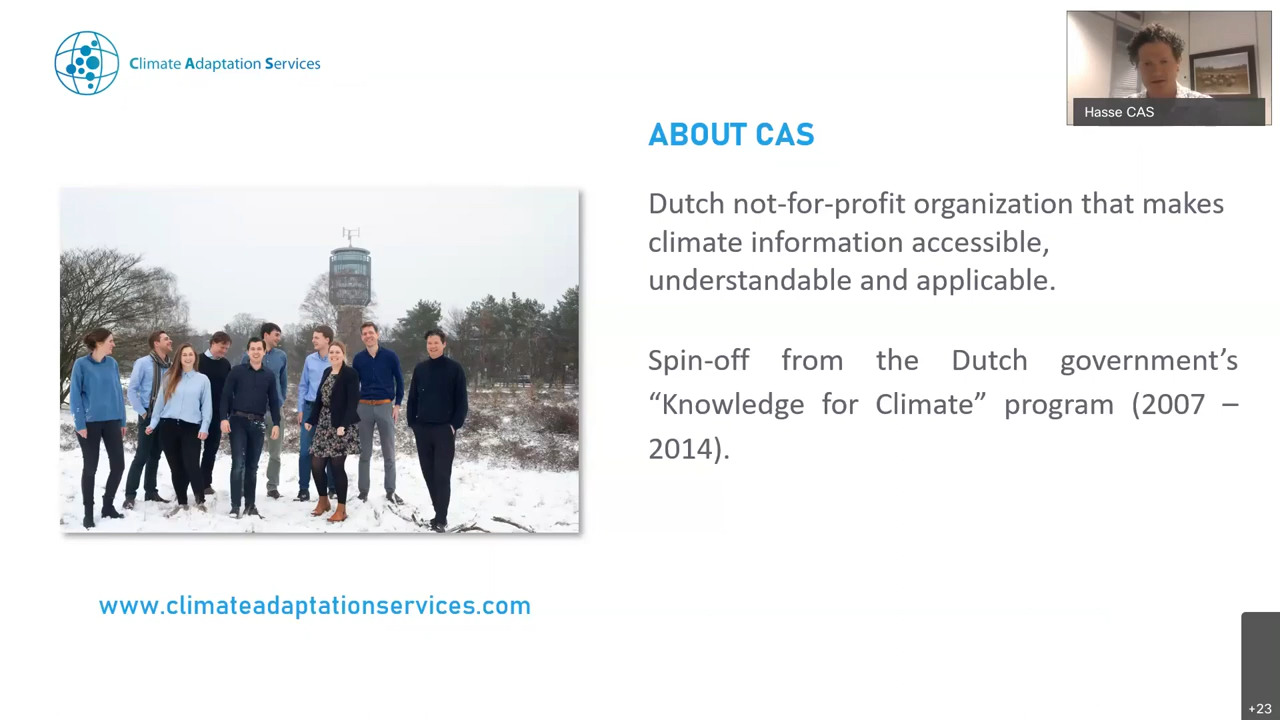 Climate Adaptation Services
Hasse CAS
ABOUT CAS
Dutch not-for-profit organization that makes
climate information accessible,
understandable and applicable.
Spin-off from the Dutch government’s
“Knowledge for Climate” program (2007 –
2014).
www.climateadaptationservices.com
+23